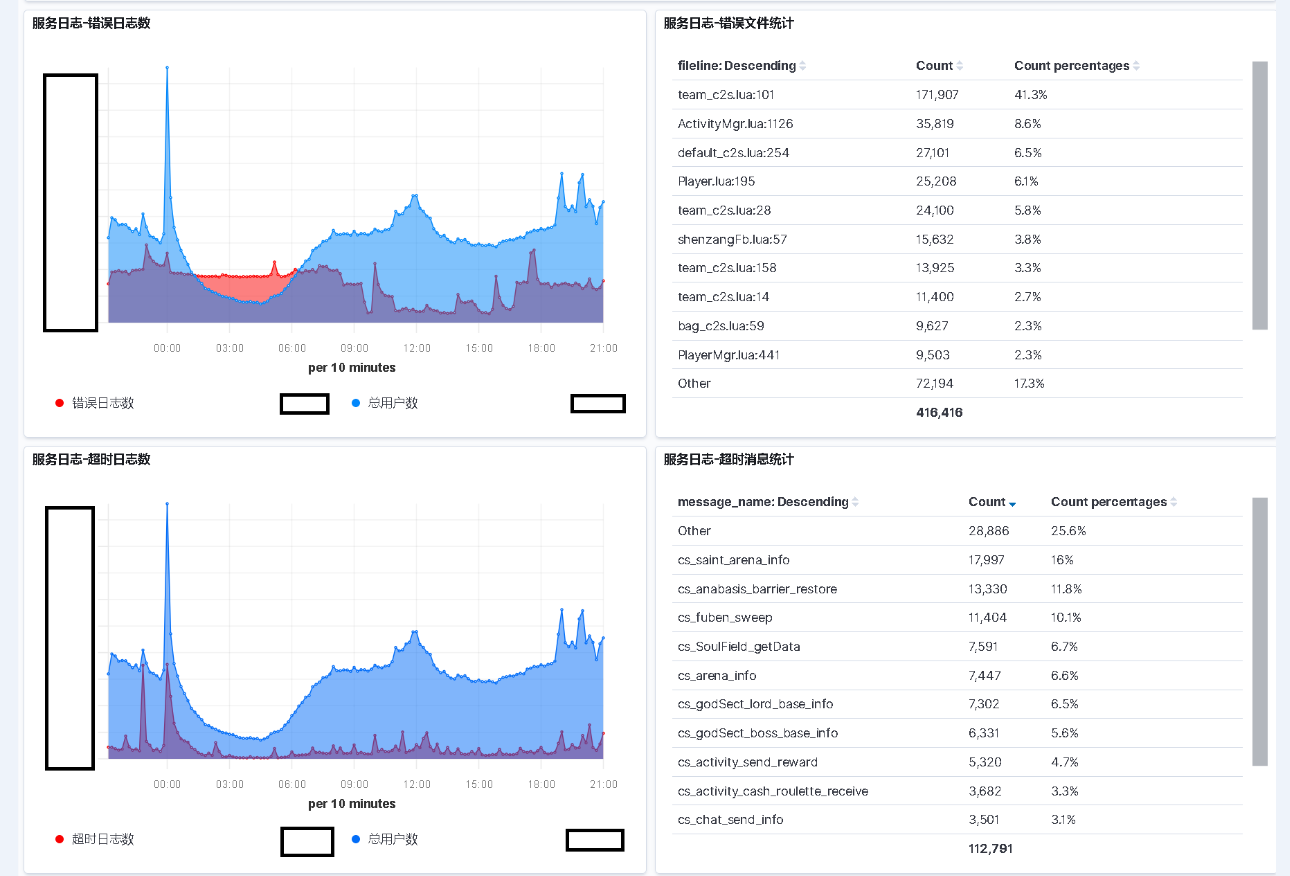 服务日志-错误日志数
00:00 03:00 06:00 09:00 12:00 15:00 18:00 21:00
per 10 minutes
错误日志数 总用户数
服务日志-错误文件统计
fileline: Descending Count Count percentages
team_c2s.lua:101 171,907 41.3%
ActivityMgr.lua:1126 35,819 8.6%
default_c2s.lua:254 27,101 6.5%
Player.lua:195 25,208 6.1%
team_c2s.lua:28 24,100 5.8%
shenzangFb.lua:57 15,632 3.8%
team_c2s.lua:158 13,925 3.3%
team_c2s.lua:14 11,400 2.7%
bag_c2s.lua:59 9,627 2.3%
PlayerMgr.lua:441 9,503 2.3%
Other 72,194 17.3%
416,416
服务日志-超时日志数
00:00 03:00 06:00 09:00 12:00 15:00 18:00 21:00
per 10 minutes
超时日志数 总用户数
服务日志-超时消息统计
message_name: Descending Count Count percentages
Other 28,886 25.6%
cs_saint_arena_info 17,997 16%
cs_anabasis_barrier_restore 13,330 11.8%
cs_fuben_sweep 11,404 10.1%
cs_SoulField_getData 7,591 6.7%
cs_arena_info 7,447 6.6%
cs_godSect_lord_base_info 7,302 6.5%
cs_godSect_boss_base_info 6,331 5.6%
cs_activity_send_reward 5,320 4.7%
cs_activity_cash_roulette_receive 3,682 3.3%
cs_chat_send_info 3,501 3.1%
112,791